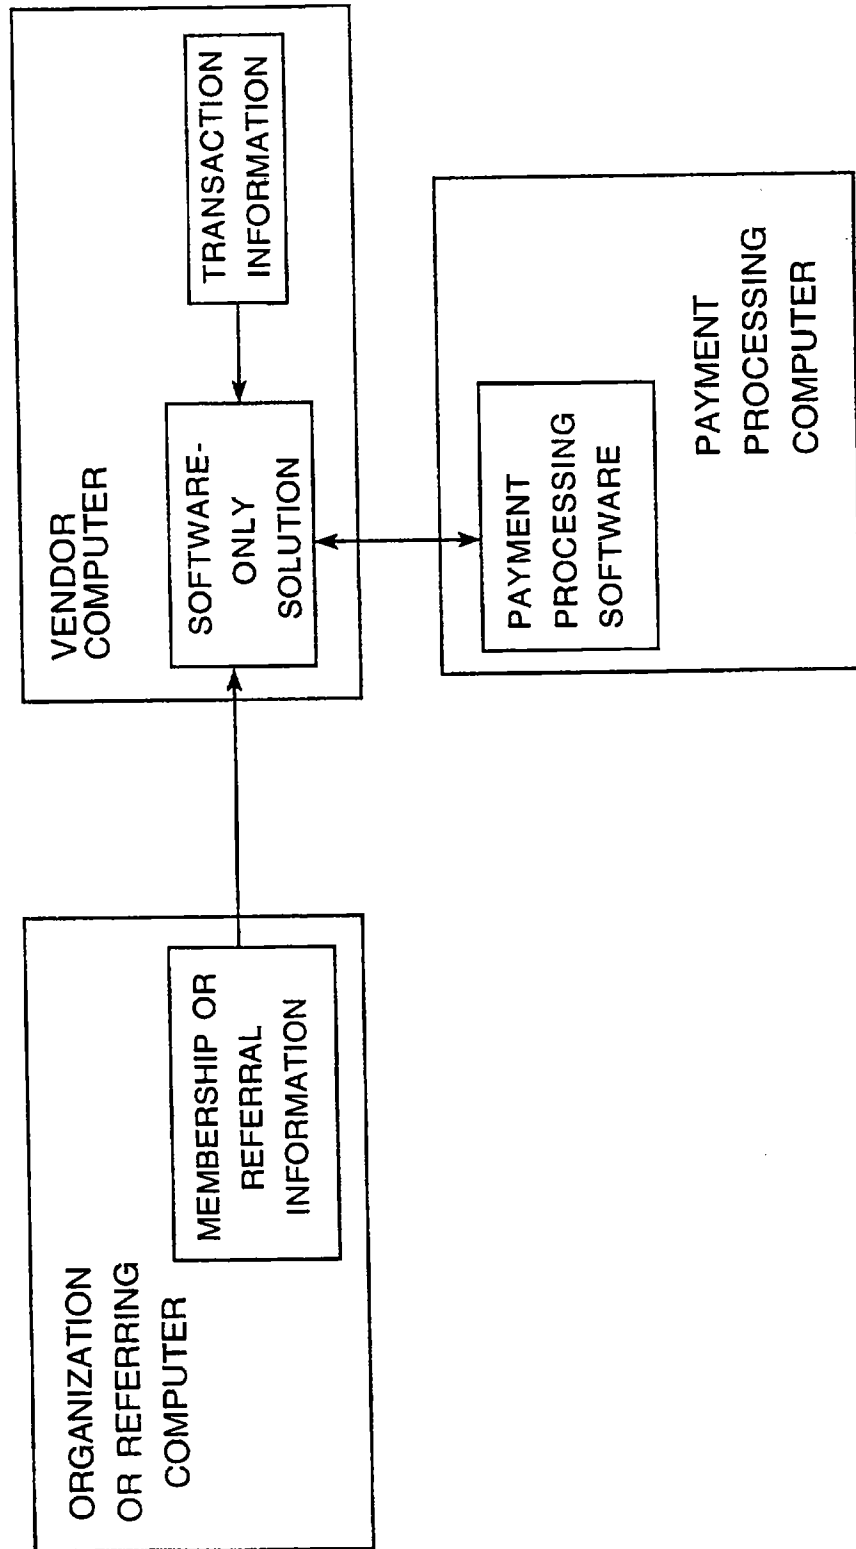 ORGANIZATION
OR REFERRING
COMPUTER
MEMBERSHIP OR
REFERRAL
INFORMATION
VENDOR
COMPUTER
SOFTWARE-
ONLY
SOLUTION
TRANSACTION
INFORMATION
PAYMENT
PROCESSING
SOFTWARE
PAYMENT
PROCESSING
COMPUTER